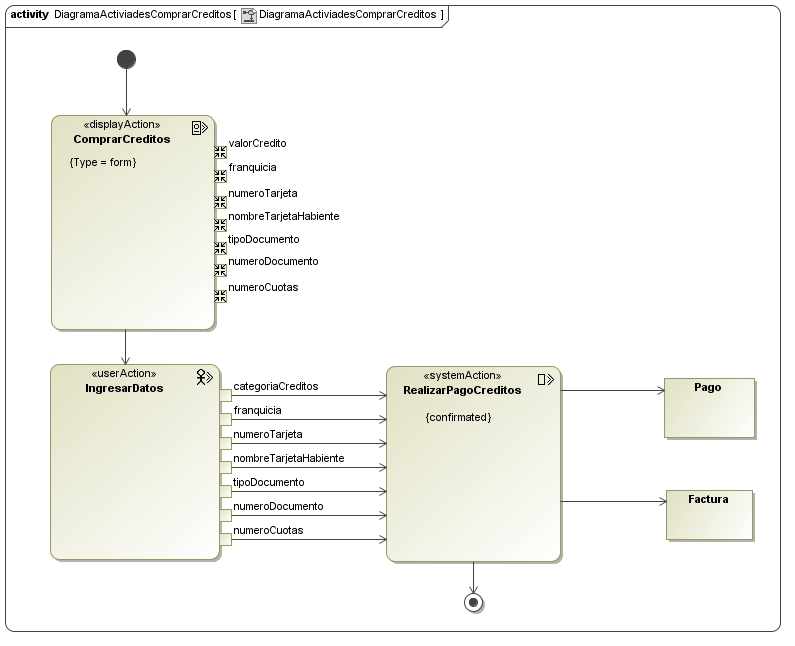 activity DiagramaActiviadesComprarCreditos [ DiagramaActiviadesComprarCreditos ]
«displayAction»
ComprarCreditos
{Type = form}
valorCredito
franquicia
numeroTarjeta
nombreTarjetaHabiente
tipoDocumento
numeroDocumento
numeroCuotas
«userAction»
IngresarDatos
categoriaCreditos
franquicia
numeroTarjeta
nombreTarjetaHabiente
tipoDocumento
numeroDocumento
numeroCuotas
«systemAction»
RealizarPagoCreditos
{confirmated}
Pago
Factura